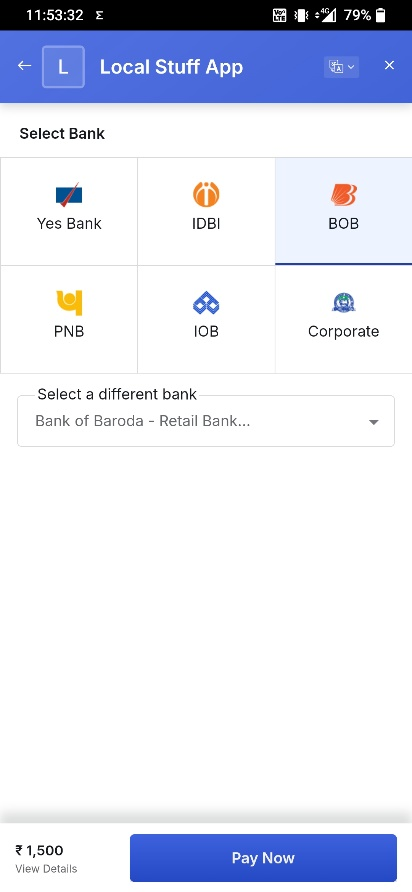 11:53:32 Σ 4G 79%
L Local Stuff App
Select Bank
Yes Bank IDBI BOB
PNB IOB Corporate
Select a different bank
Bank of Baroda - Retail Bank...
₹ 1,500
View Details
Pay Now